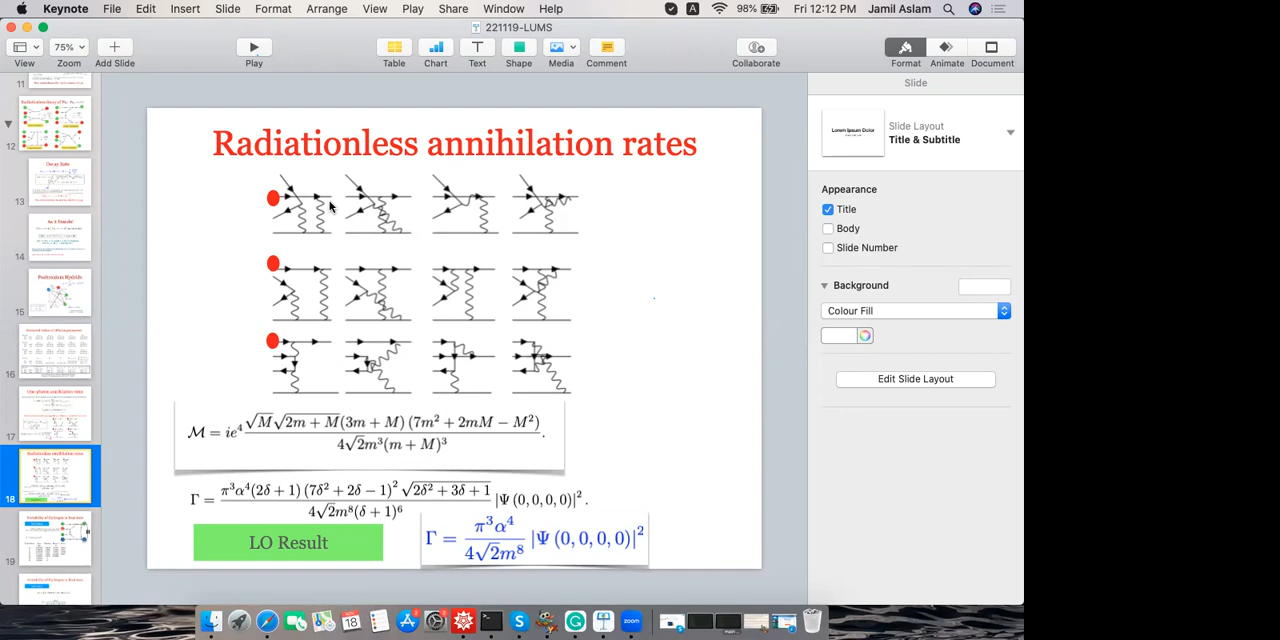 Keynote File Edit Insert Slide Format Arrange View Play Share Window Help A 98% Fri 12:12 PM Jamil Aslam
221119-LUMS
75%
View Zoom Add Slide Play Table Chart Text Shape Media Comment Collaborate Format Animate Document
Slide
Slide Layout
Title & Subtitle
Appearance
Title
Body
Slide Number
Background
Colour Fill
Edit Slide Layout
11
12
Decay Rate
13
14
15
16
17
18
19
Radiationless annihilation rates
ℳ = ie⁴ √M √(2m + M) (3m + M) (7m² + 2mM − M²) / 4√2m³(m + M)³ .
Γ = π³α⁴(2δ + 1) (7δ² + 2δ − 1)² √(2δ² + 3δ + 1) / 4√2m⁸(δ + 1)⁶ |Ψ (0, 0, 0, 0)|².
LO Result
Γ = π³α⁴ / 4√2m⁸ |Ψ (0, 0, 0, 0)|²
NOV
18
zoom